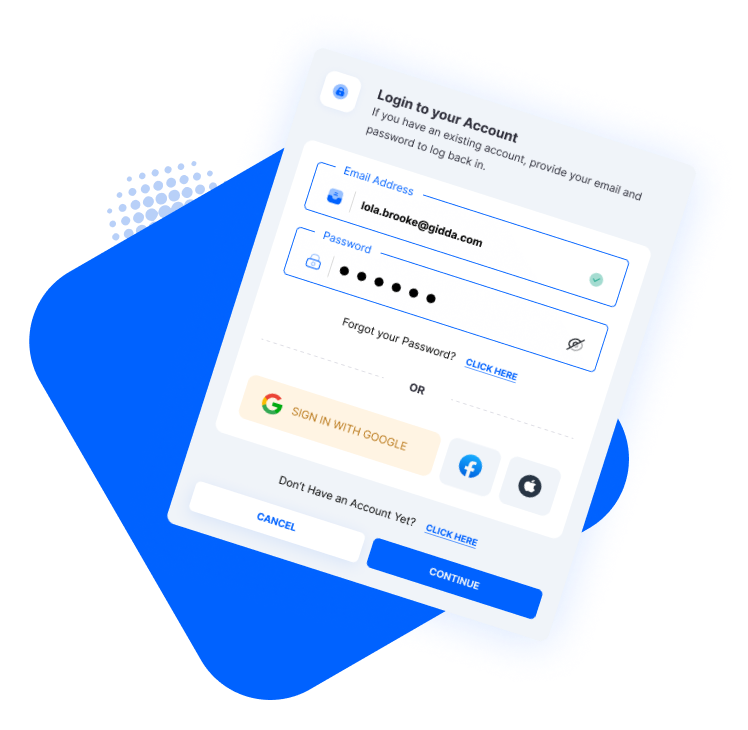 Login to your Account
If you have an existing account, provide your email and
password to log back in.
Email Address
lola.brooke@gidda.com
Password
Forgot your Password? CLICK HERE
OR
SIGN IN WITH GOOGLE
Don't Have an Account Yet? CLICK HERE
CANCEL
CONTINUE